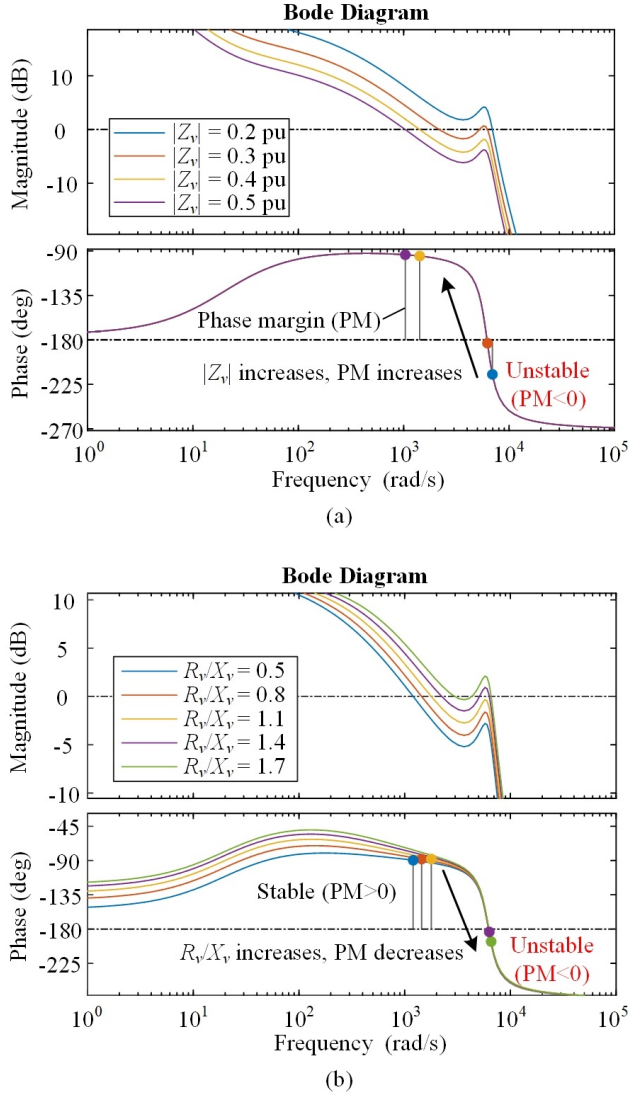 Bode Diagram
Magnitude (dB)
10
0
-10
|Z_v| = 0.2 pu
|Z_v| = 0.3 pu
|Z_v| = 0.4 pu
|Z_v| = 0.5 pu
Phase (deg)
-90
-135
-180
-225
-270
Phase margin (PM)
|Z_v| increases, PM increases
Unstable
(PM<0)
10^0 10^1 10^2 10^3 10^4 10^5
Frequency (rad/s)
(a)
Bode Diagram
Magnitude (dB)
10
5
0
-5
-10
R_v/X_v = 0.5
R_v/X_v = 0.8
R_v/X_v = 1.1
R_v/X_v = 1.4
R_v/X_v = 1.7
Phase (deg)
-45
-90
-135
-180
-225
Stable (PM>0)
R_v/X_v increases, PM decreases
Unstable
(PM<0)
10^0 10^1 10^2 10^3 10^4 10^5
Frequency (rad/s)
(b)